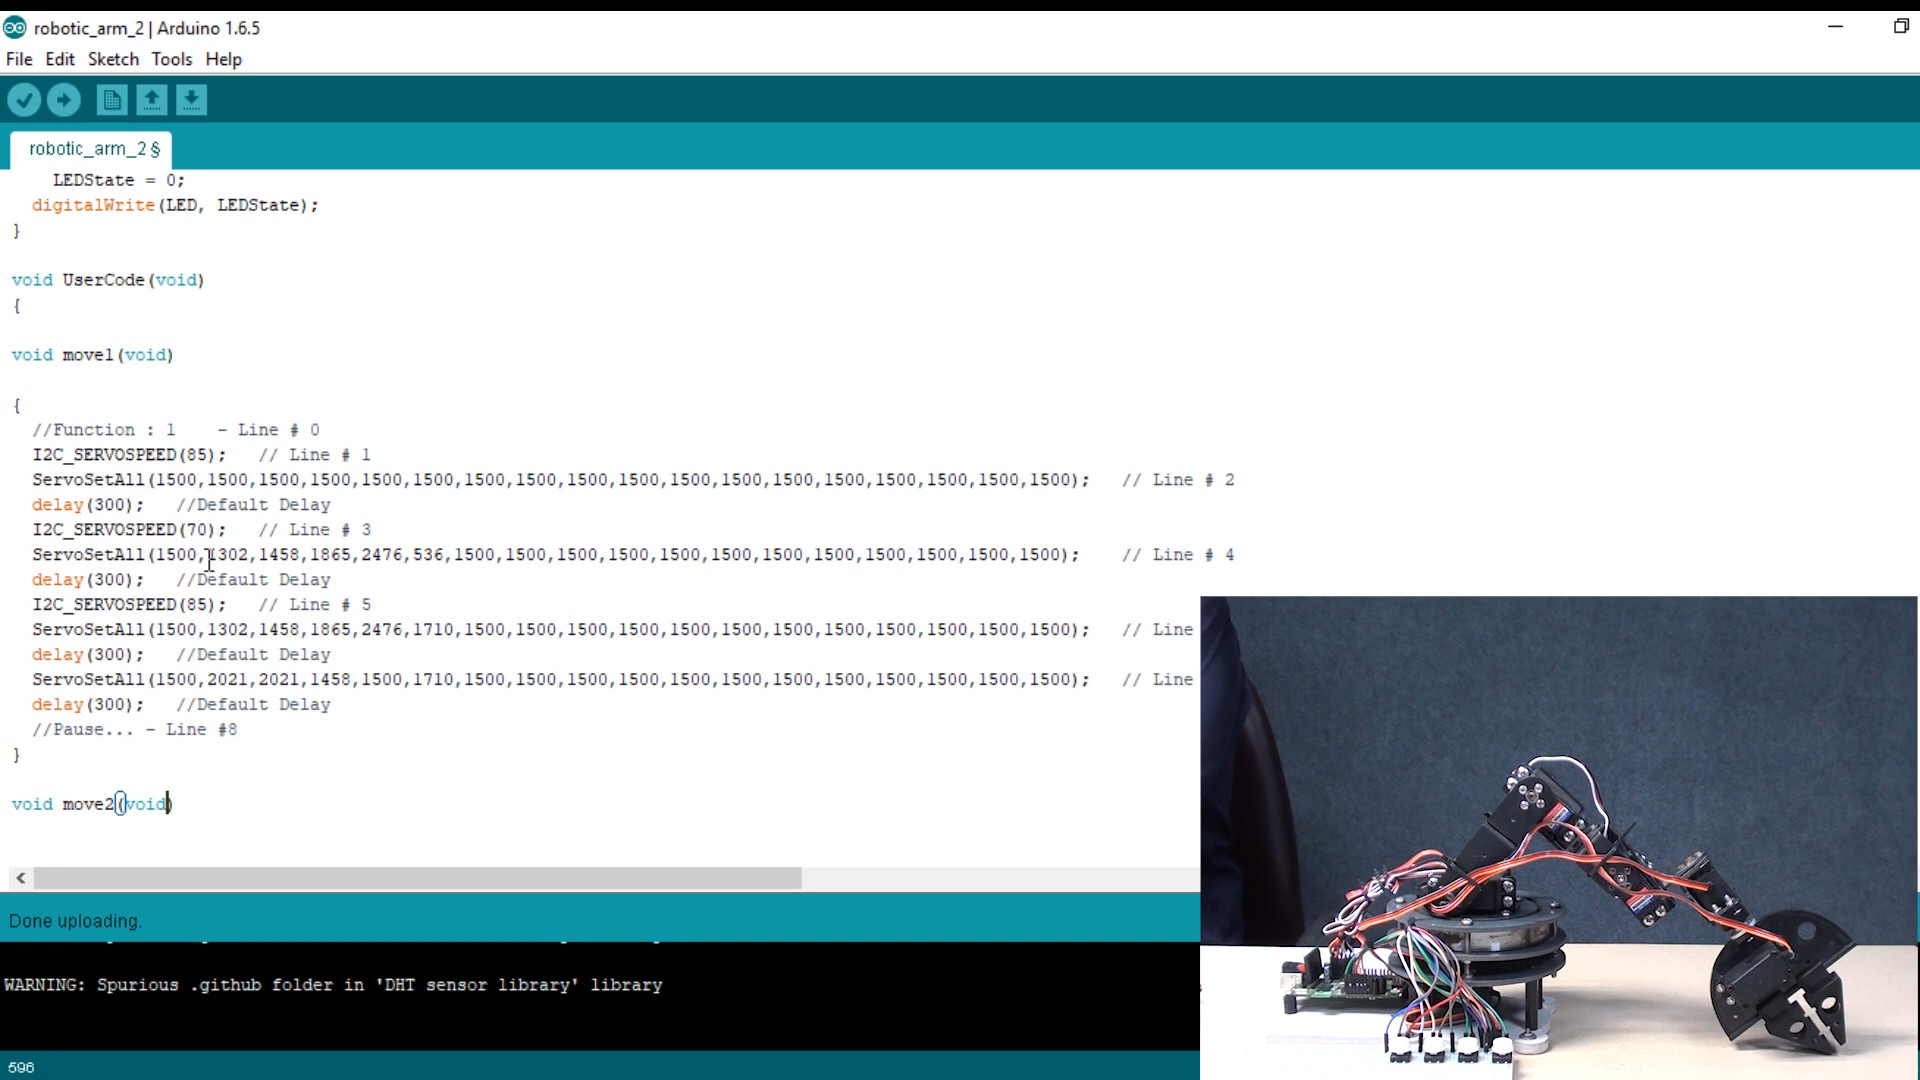 robotic_arm_2 | Arduino 1.6.5
File Edit Sketch Tools Help
robotic_arm_2 §
LEDState = 0;
digitalWrite(LED, LEDState);
}
void UserCode(void)
{
void move1(void)
{
//Function : 1 - Line # 0
I2C_SERVOSPEED(85); // Line # 1
ServoSetAll(1500,1500,1500,1500,1500,1500,1500,1500,1500,1500,1500,1500,1500,1500,1500,1500,1500,1500); // Line # 2
delay(300); //Default Delay
I2C_SERVOSPEED(70); // Line # 3
ServoSetAll(1500,1302,1458,1865,2476,536,1500,1500,1500,1500,1500,1500,1500,1500,1500,1500,1500,1500); // Line # 4
delay(300); //Default Delay
I2C_SERVOSPEED(85); // Line # 5
ServoSetAll(1500,1302,1458,1865,2476,1710,1500,1500,1500,1500,1500,1500,1500,1500,1500,1500,1500,1500); // Line
delay(300); //Default Delay
ServoSetAll(1500,2021,2021,1458,1500,1710,1500,1500,1500,1500,1500,1500,1500,1500,1500,1500,1500,1500); // Line
delay(300); //Default Delay
//Pause... - Line #8
}
void move2(void)
Done uploading.
WARNING: Spurious .github folder in 'DHT sensor library' library
596